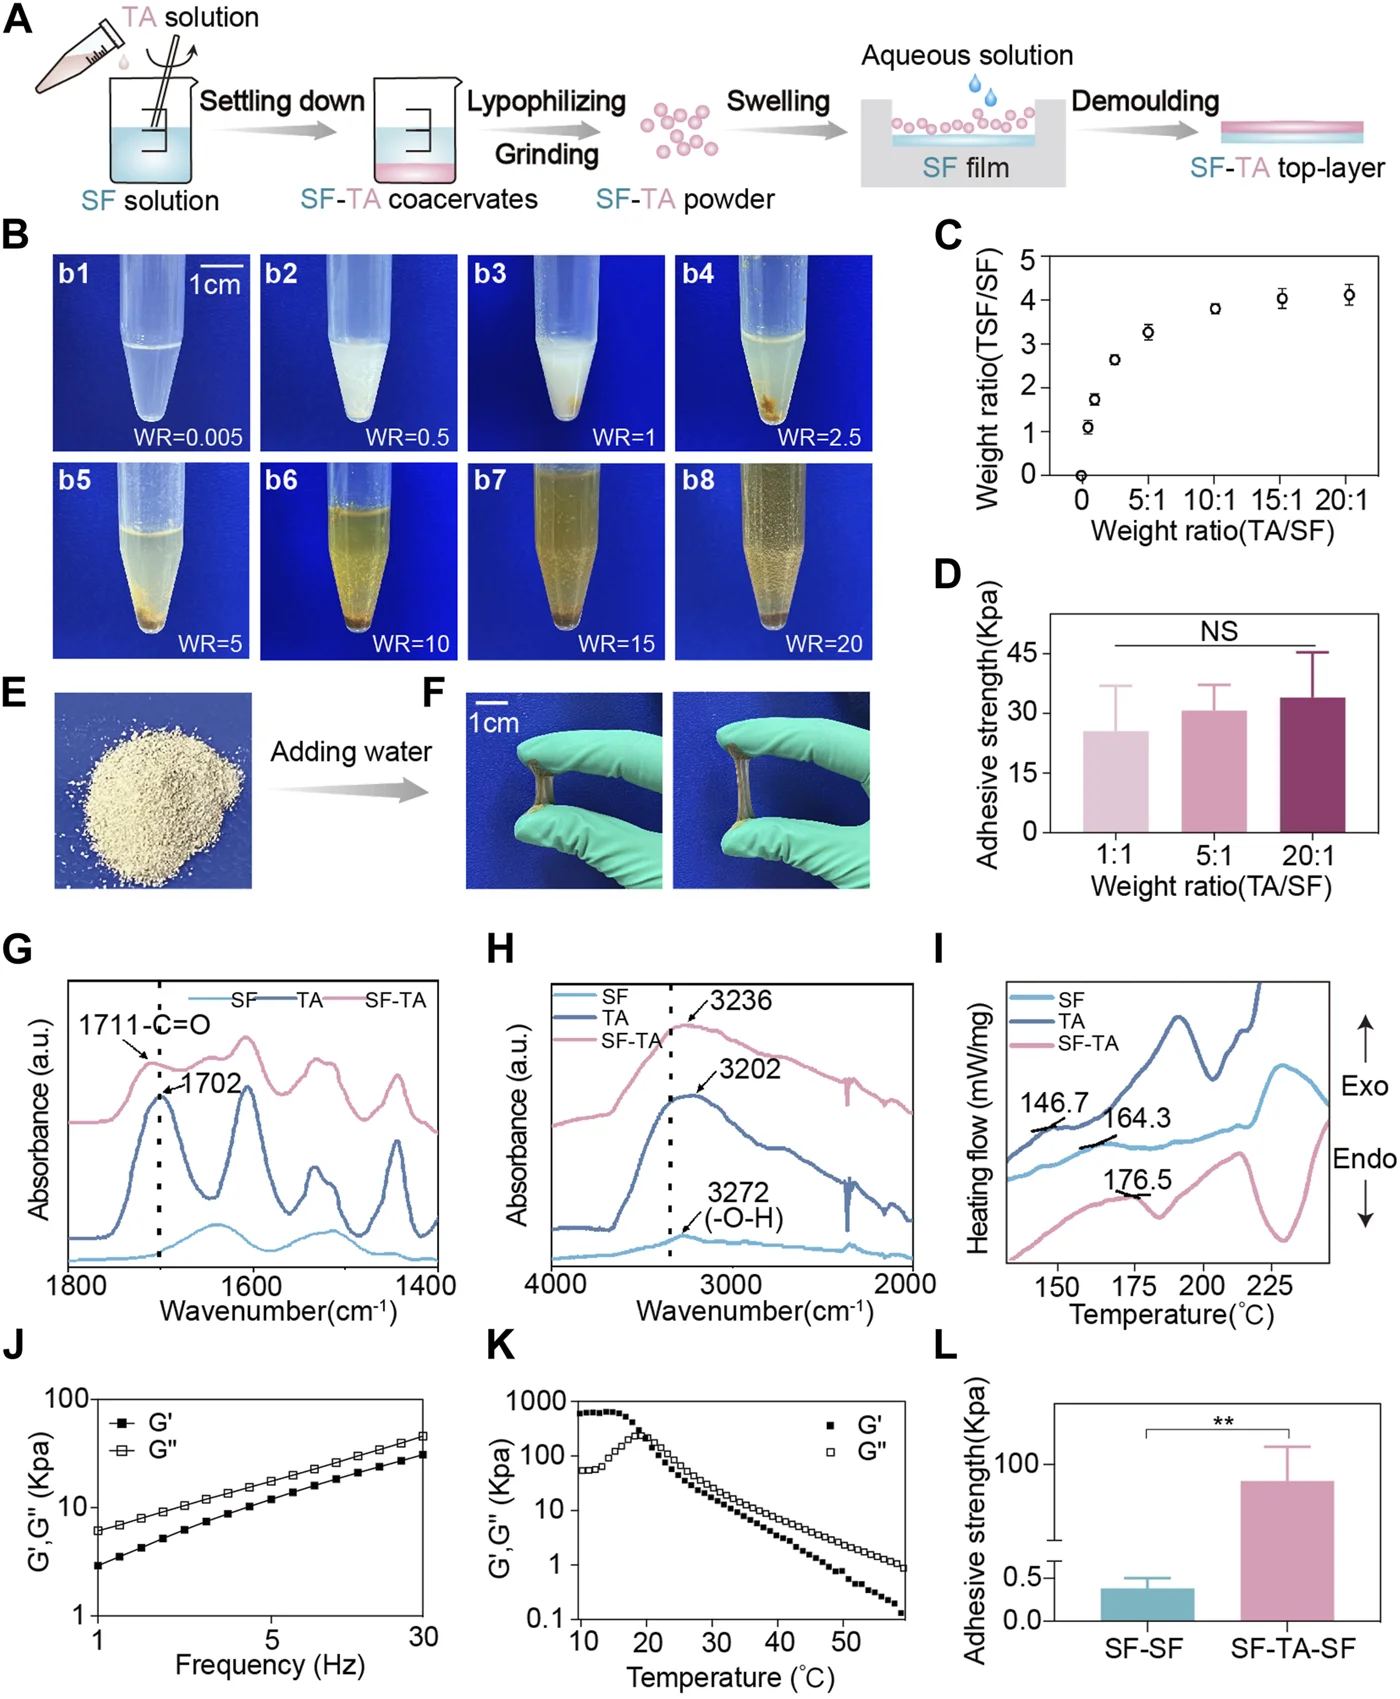 A
TA solution
SF solution
Settling down
SF-TA coacervates
Lypophilizing
Grinding
SF-TA powder
Swelling
Aqueous solution
SF film
Demoulding
SF-TA top-layer
B
b1
1cm
WR=0.005
b2
WR=0.5
b3
WR=1
b4
WR=2.5
b5
WR=5
b6
WR=10
b7
WR=15
b8
WR=20
C
Weight ratio(TSF/SF)
5
4
3
2
1
0
0 5:1 10:1 15:1 20:1
Weight ratio(TA/SF)
D
Adhesive strength(Kpa)
NS
45
30
15
0
1:1 5:1 20:1
Weight ratio(TA/SF)
E
Adding water
F
1cm
G
Absorbance (a.u.)
SF TA SF-TA
1711-C=O
1702
1800 1600 1400
Wavenumber(cm-1)
H
Absorbance (a.u.)
SF
TA
SF-TA
3236
3202
3272
(-O-H)
4000 3000 2000
Wavenumber(cm-1)
I
Heating flow (mW/mg)
SF
TA
SF-TA
146.7
164.3
176.5
Exo
Endo
150 175 200 225
Temperature(°C)
J
G',G" (Kpa)
100
10
1
G'
G"
1 5 30
Frequency (Hz)
K
G',G" (Kpa)
1000
100
10
1
0.1
G'
G"
10 20 30 40 50
Temperature (°C)
L
Adhesive strength(Kpa)
**
100
0.5
0.0
SF-SF SF-TA-SF